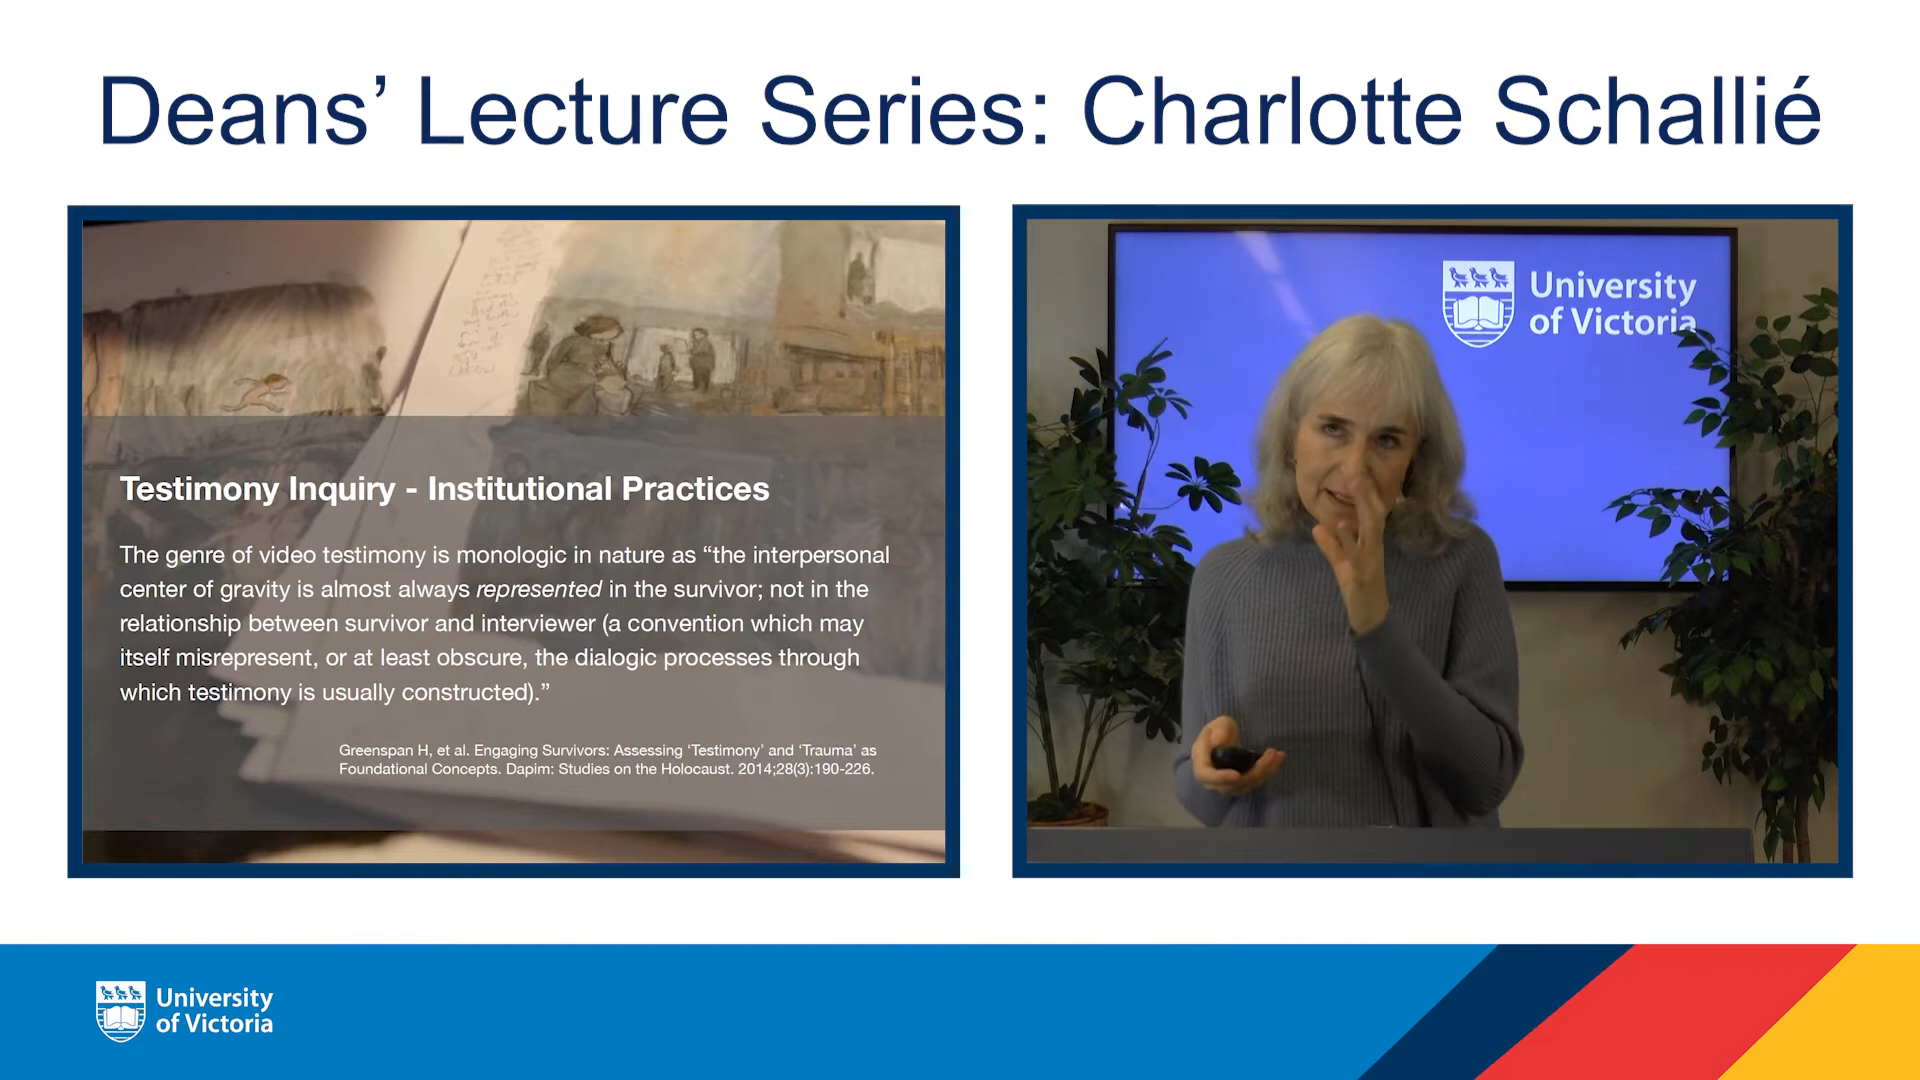 Deans’ Lecture Series: Charlotte Schallié
Testimony Inquiry - Institutional Practices
The genre of video testimony is monologic in nature as “the interpersonal
center of gravity is almost always represented in the survivor; not in the
relationship between survivor and interviewer (a convention which may
itself misrepresent, or at least obscure, the dialogic processes through
which testimony is usually constructed).”
Greenspan H, et al. Engaging Survivors: Assessing ‘Testimony’ and ‘Trauma’ as
Foundational Concepts. Dapim: Studies on the Holocaust. 2014;28(3):190-226.
University
of Victoria
University
of Victoria